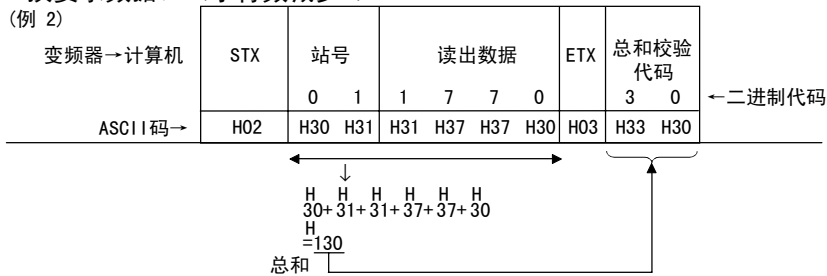 (例 2)
变频器→计算机 STX 站号 读出数据 ETX 总和校验代码
0 1 1 7 7 0 3 0 ←二进制代码
ASCII码→ H02 H30 H31 H31 H37 H37 H30 H03 H33 H30
↓
H H H H H H
30+31+31+37+37+30
H
=130
总和